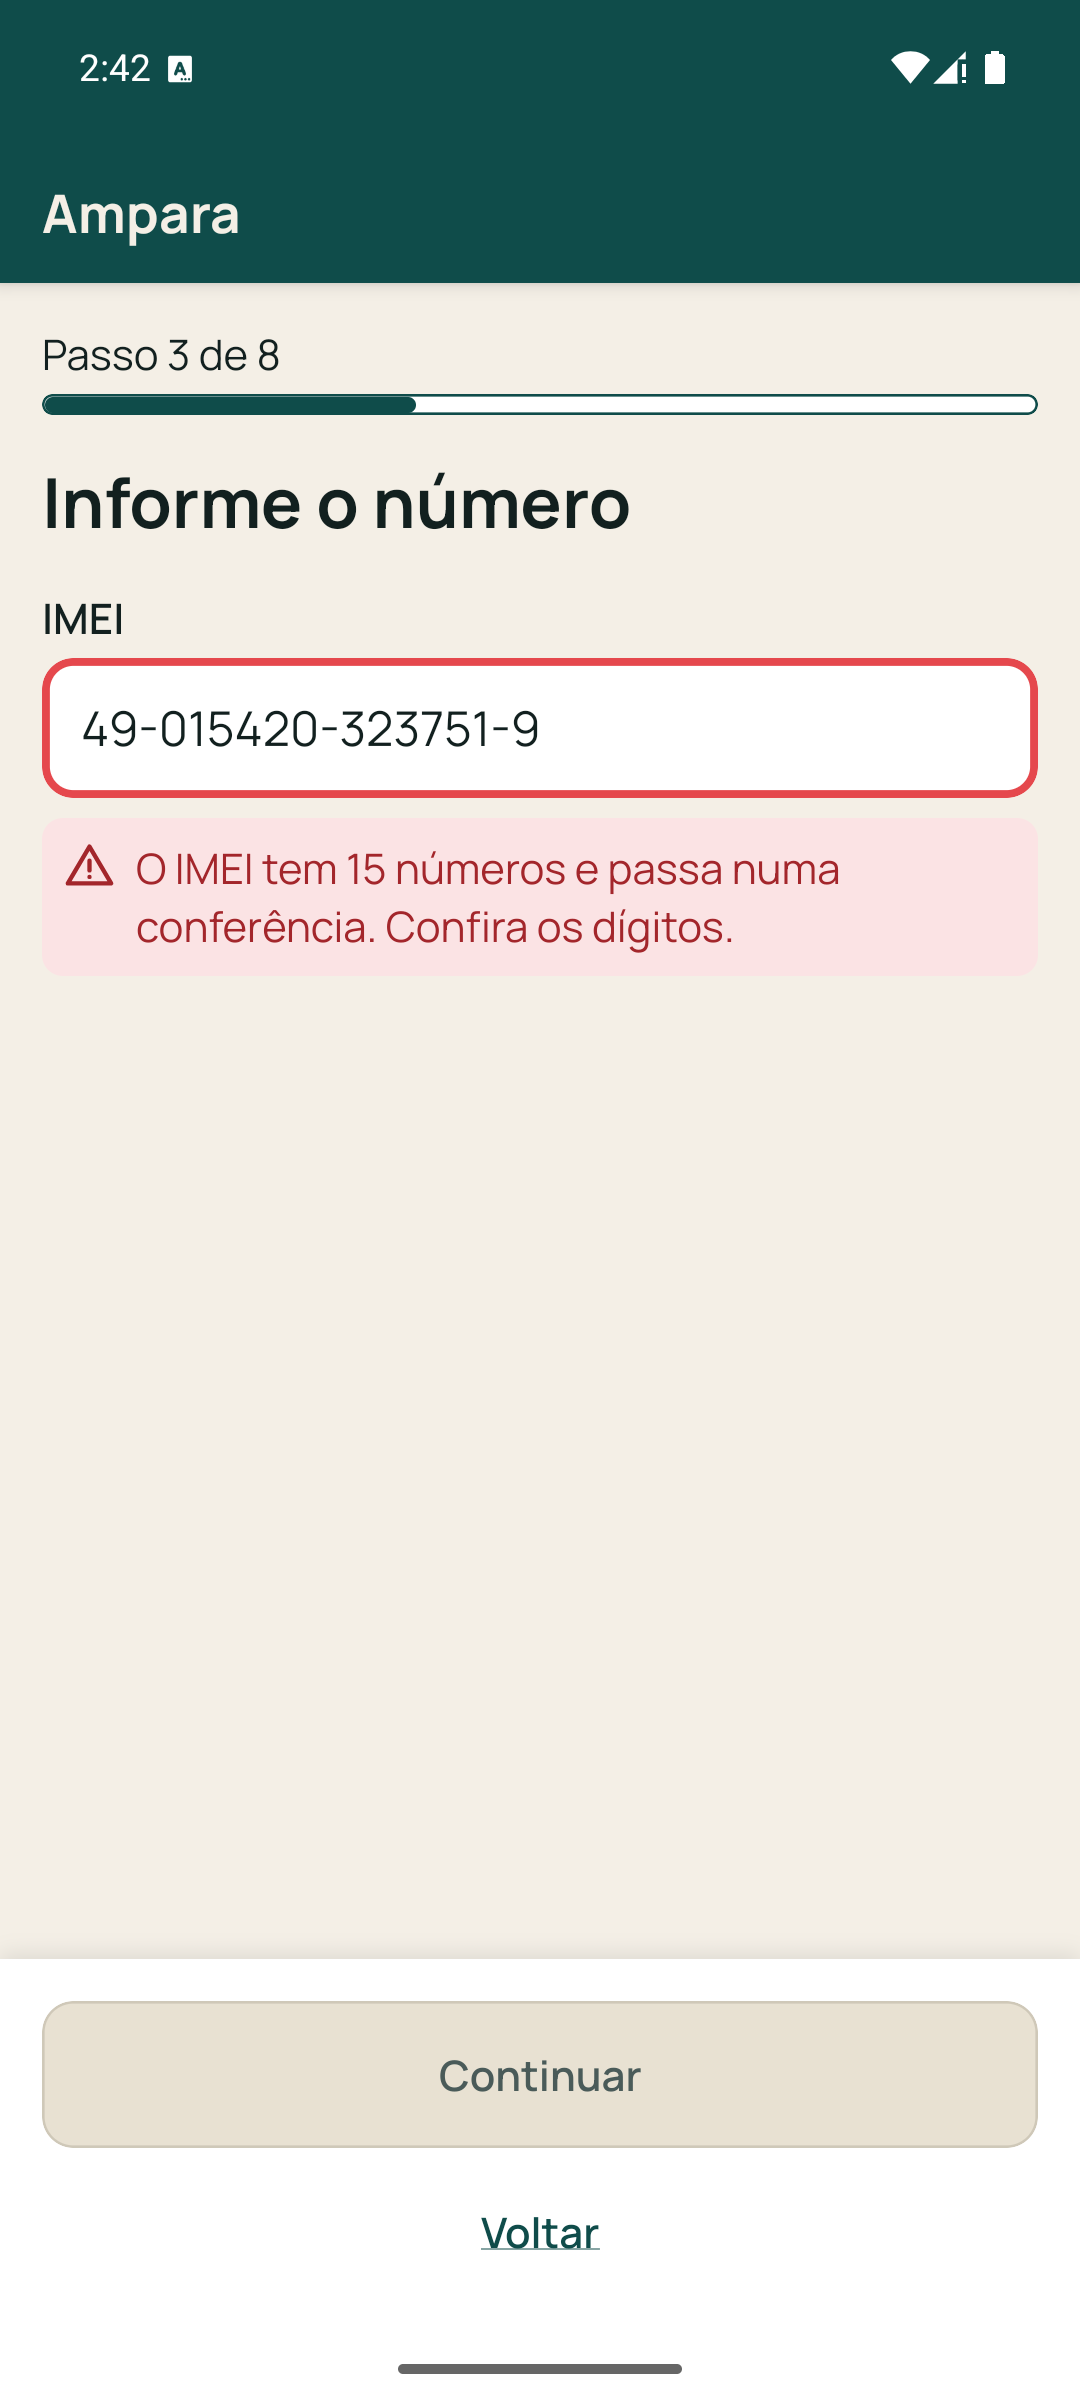 2:42
Ampara
Passo 3 de 8
Informe o número
IMEI
49-015420-323751-9
O IMEI tem 15 números e passa numa
conferência. Confira os dígitos.
Continuar
Voltar